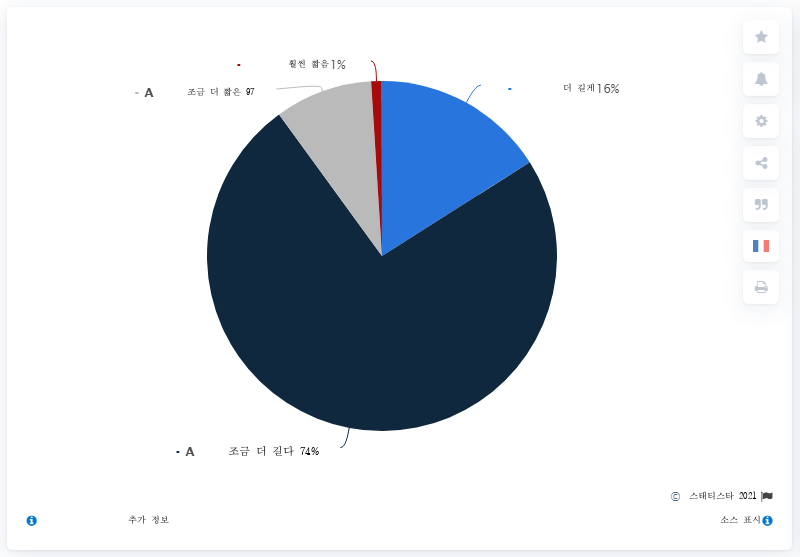 - 훨씬 짧음 1%
- A 조금 더 짧은 97
- 더 길게 16%
- A 조금 더 길다 74%
© 스태티스타 2021
추가 정보
소스 표시